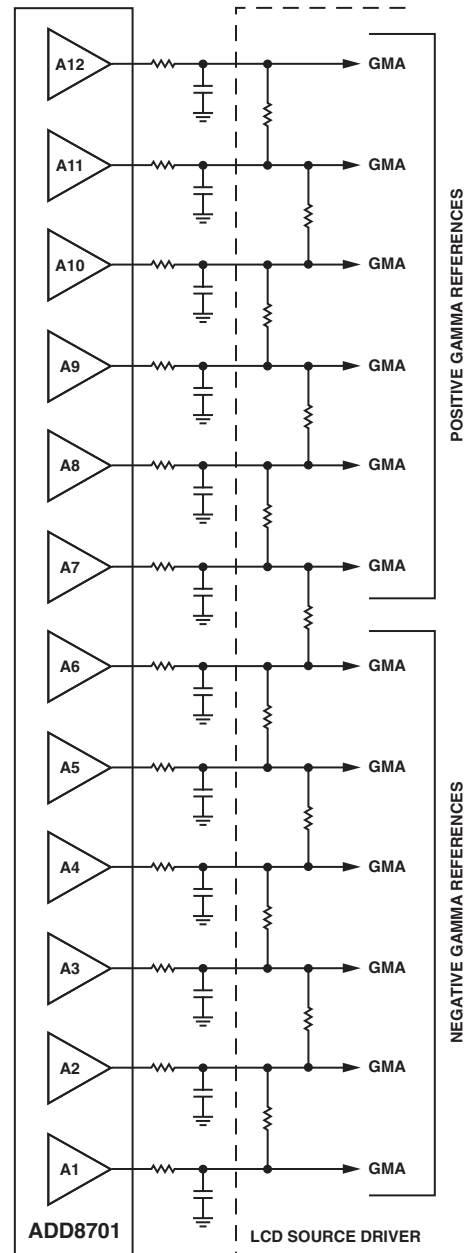 A12
GMA
A11
GMA
A10
GMA
A9
GMA
A8
GMA
A7
GMA
POSITIVE GAMMA REFERENCES
A6
GMA
A5
GMA
A4
GMA
A3
GMA
A2
GMA
A1
GMA
NEGATIVE GAMMA REFERENCES
ADD8701
LCD SOURCE DRIVER